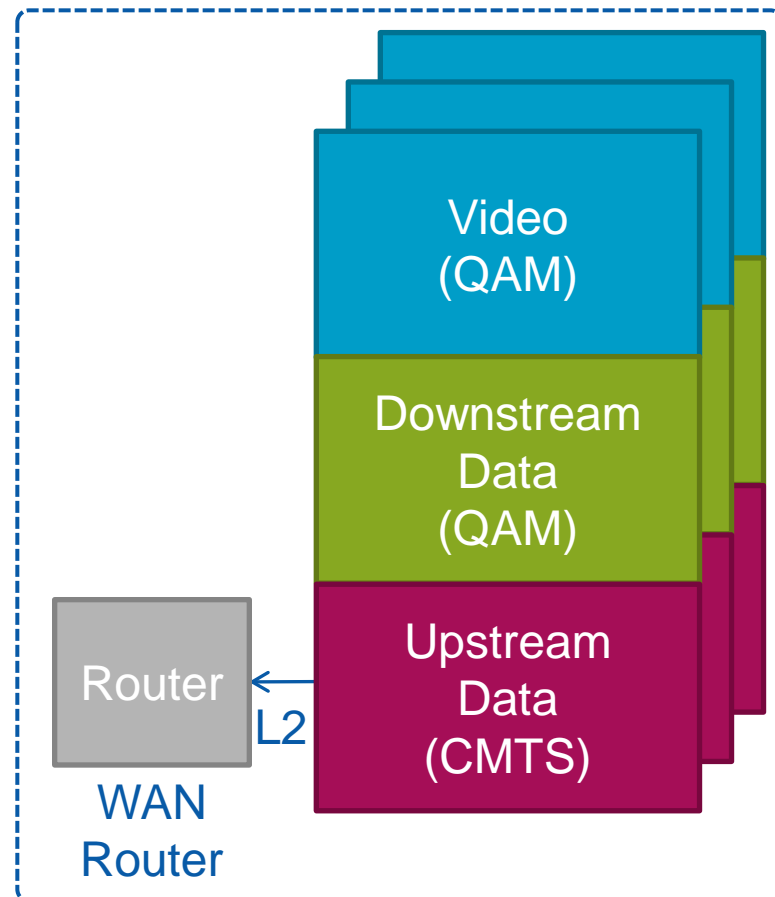 Video
(QAM)
Downstream
Data
(QAM)
Upstream
Data
(CMTS)
Router
L2
WAN
Router